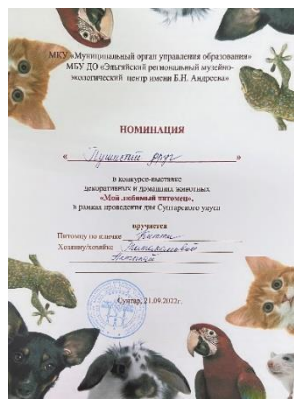 МКУ «Муниципальный орган управления образования»
МБУ ДО «Эльгяйский региональный музейно-
экологический центр имени Б.Н. Андреева»
НОМИНАЦИЯ
« Пушистый друг »
в конкурсе-выставке
декоративных и домашних животных
«Мой любимый питомец»,
в рамках проведения дня Сунтарского улуса
вручается
Питомцу по кличке
Хозяину/хозяйке
Сунтар, 21.09.2022г.